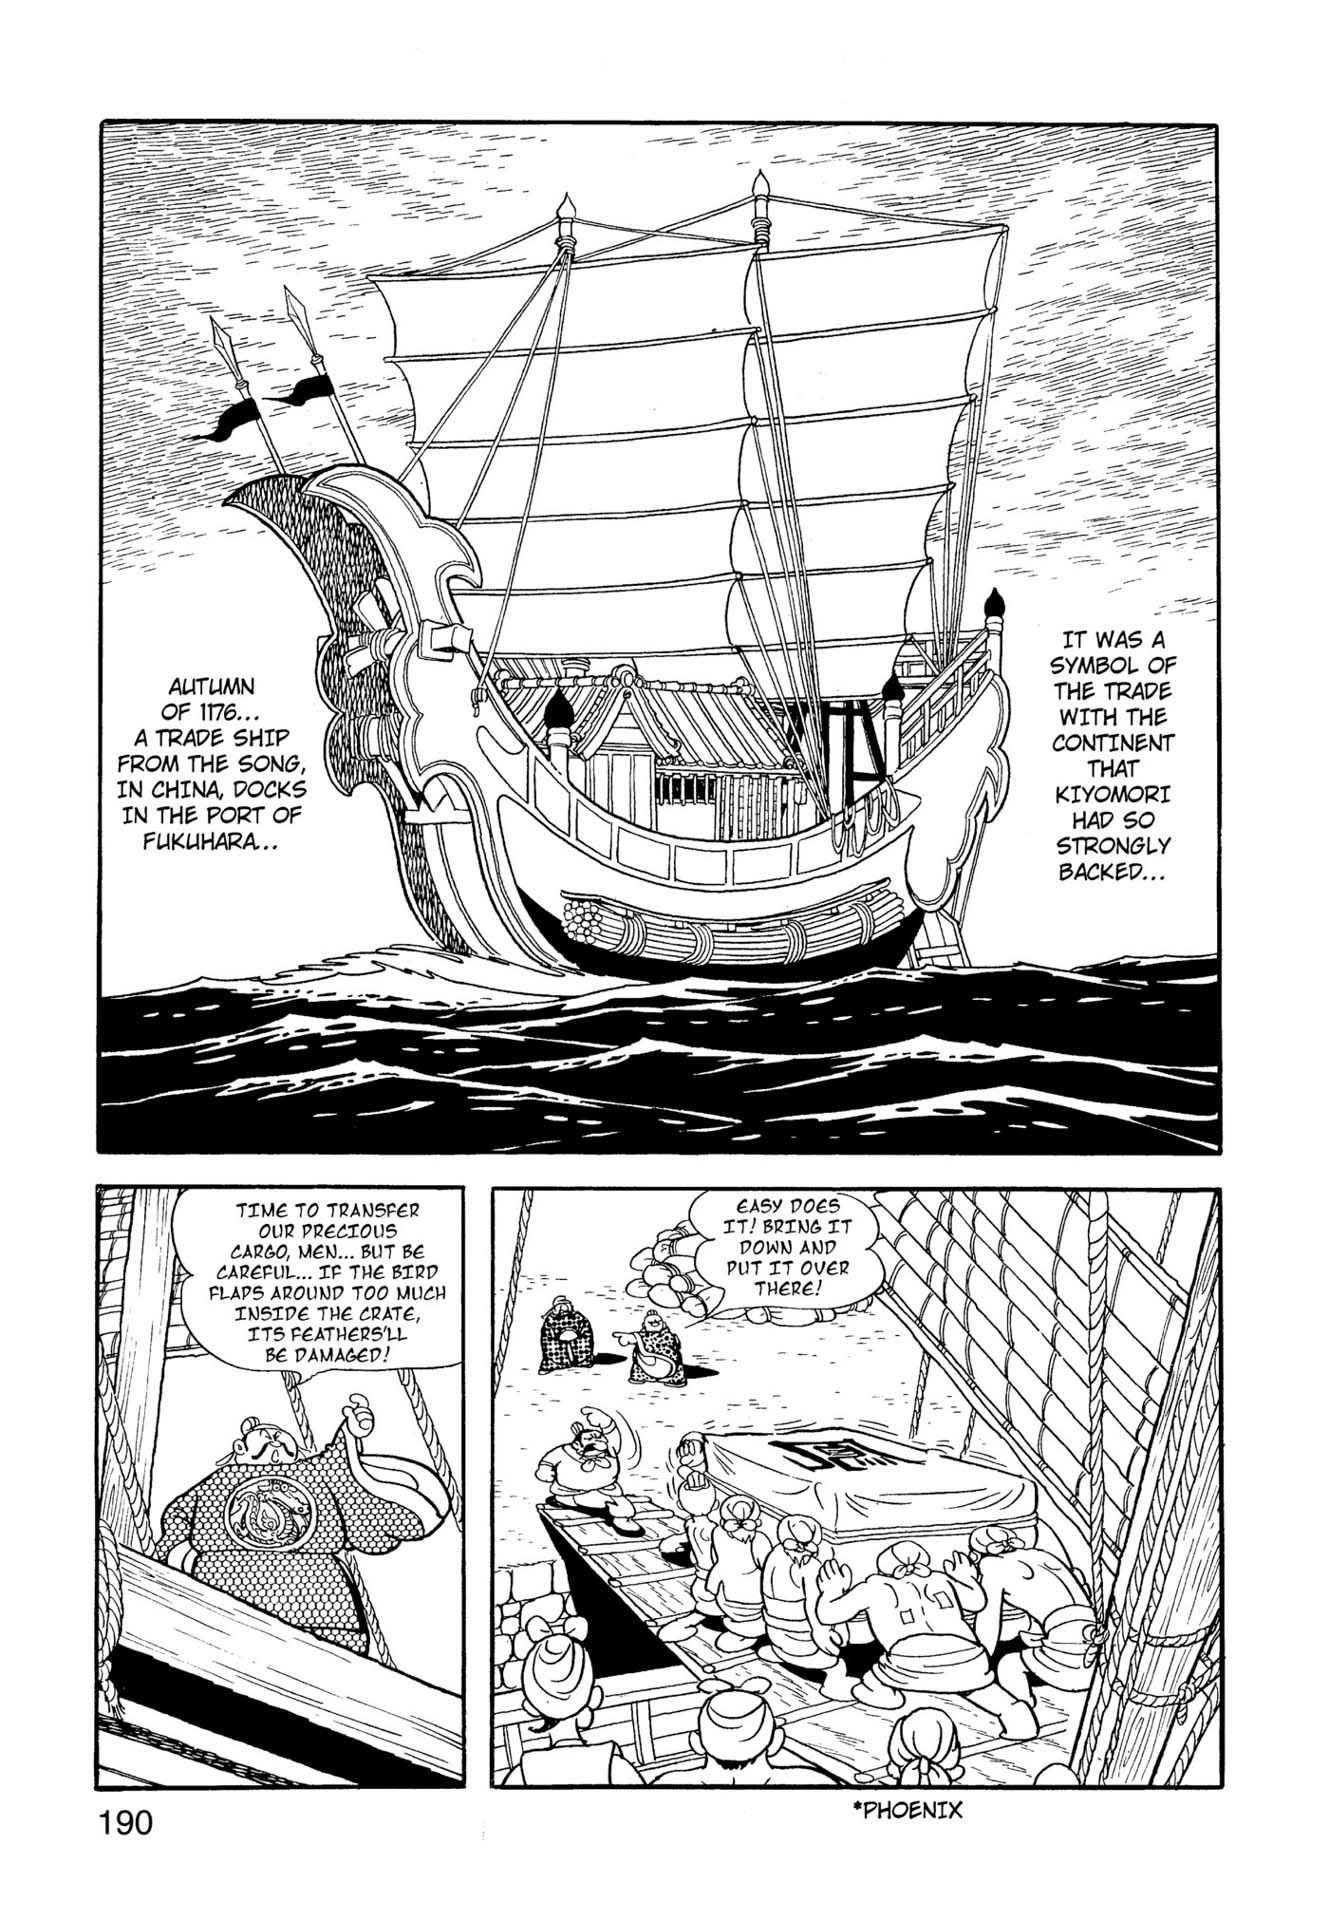 AUTUMN
OF 1176...
A TRADE SHIP
FROM THE SONG,
IN CHINA, DOCKS
IN THE PORT OF
FUKUHARA...
IT WAS A
SYMBOL OF
THE TRADE
WITH THE
CONTINENT
THAT
KIYOMORI
HAD SO
STRONGLY
BACKED...
TIME TO TRANSFER
OUR PRECIOUS
CARGO, MEN... BUT BE
CAREFUL... IF THE BIRD
FLAPS AROUND TOO MUCH
INSIDE THE CRATE,
ITS FEATHERS'LL
BE DAMAGED!
EASY DOES
IT! BRING IT
DOWN AND
PUT IT OVER
THERE!
*PHOENIX
190